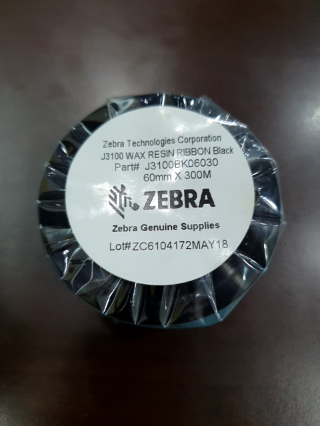 Zebra Technologies Corporation
J3100 WAX RESIN RIBBON Black
Part# J3100BK06030
60mm X 300M
ZEBRA
Zebra Genuine Supplies
Lot#ZC6104172MAY18